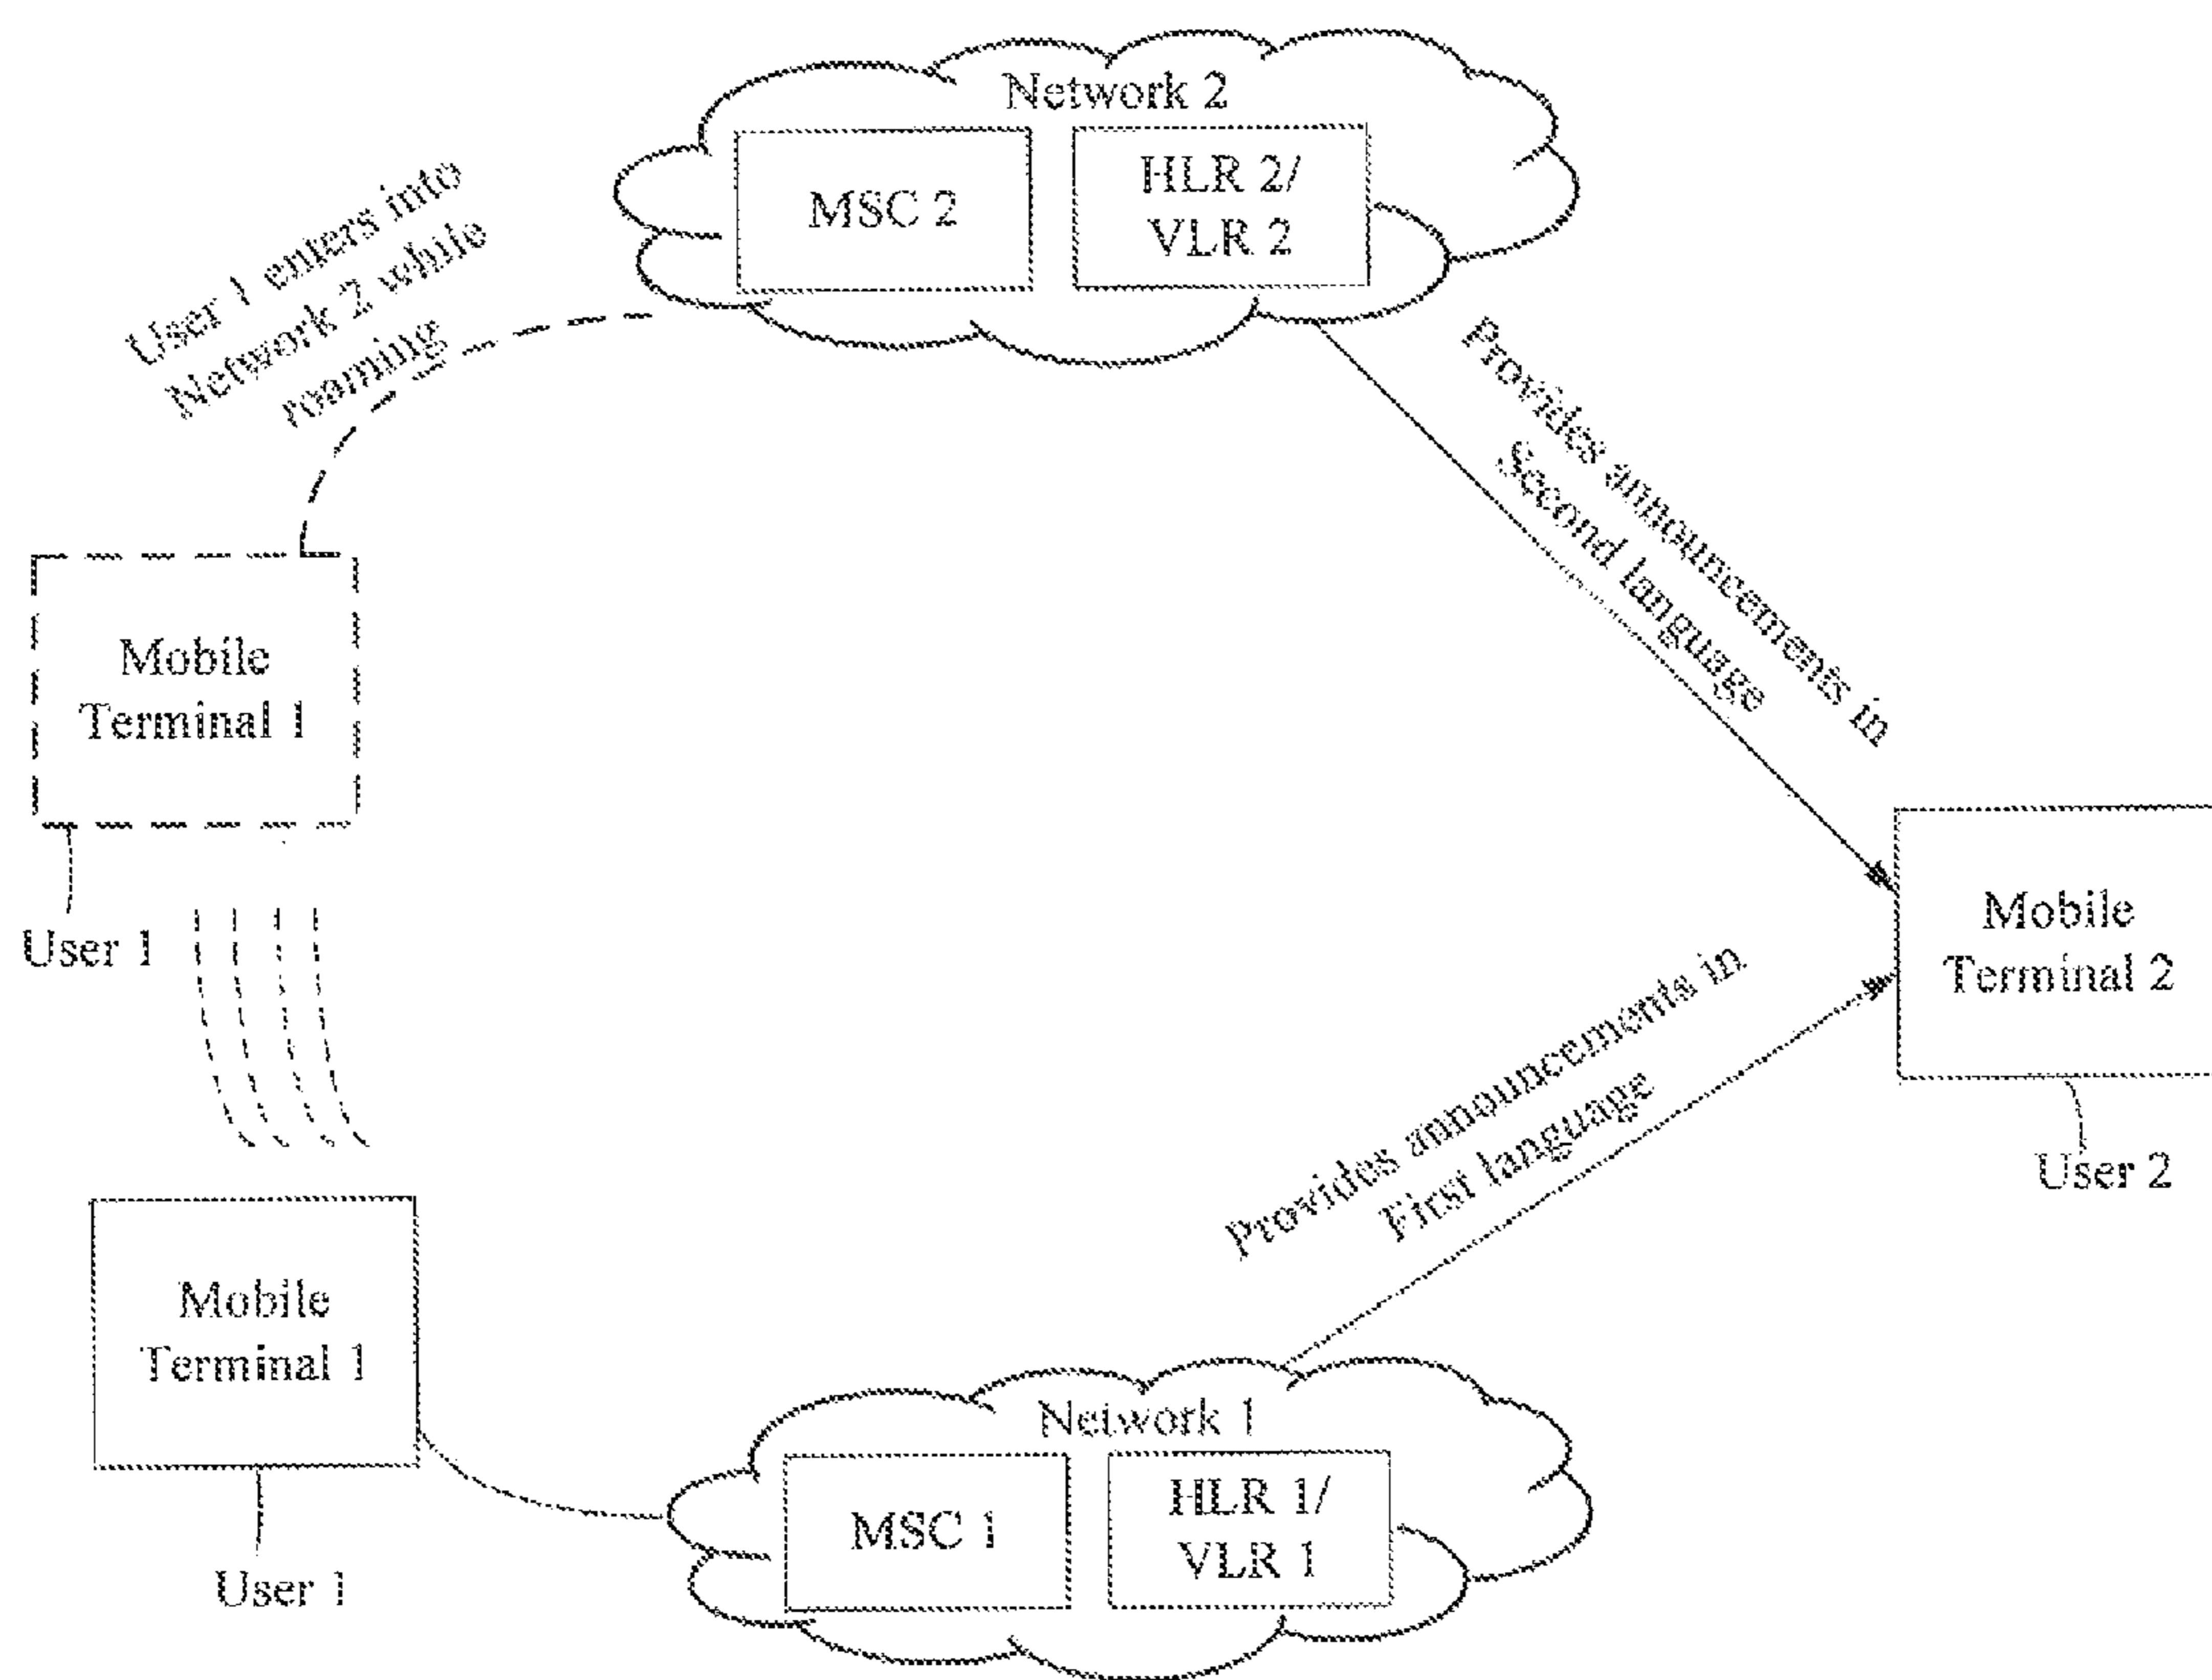 Network 2
MSC 2
HLR 2/
VLR 2
User 1 enters into
Network 2 while
roaming
Provides announcements in
Second language
Mobile
Terminal 1
User 1
Mobile
Terminal 2
User 2
Provides announcements in
First language
Mobile
Terminal 1
User 1
Network 1
MSC 1
HLR 1/
VLR 1